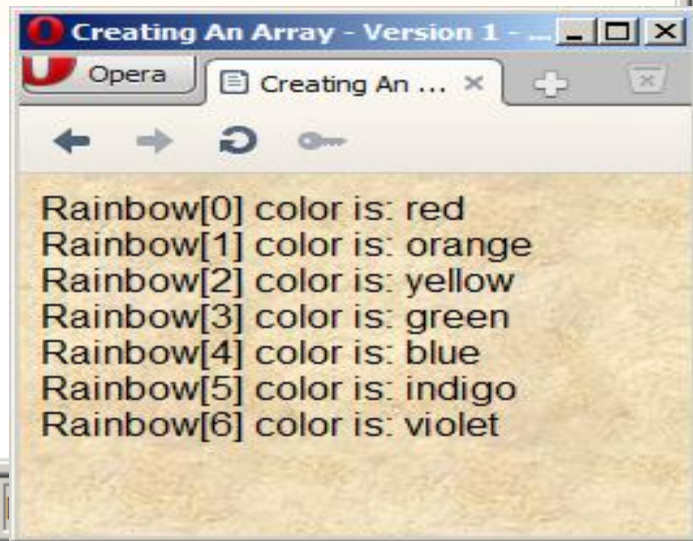 Creating An Array - Version 1 - ...
Opera
Creating An ...
Rainbow[0] color is: red
Rainbow[1] color is: orange
Rainbow[2] color is: yellow
Rainbow[3] color is: green
Rainbow[4] color is: blue
Rainbow[5] color is: indigo
Rainbow[6] color is: violet